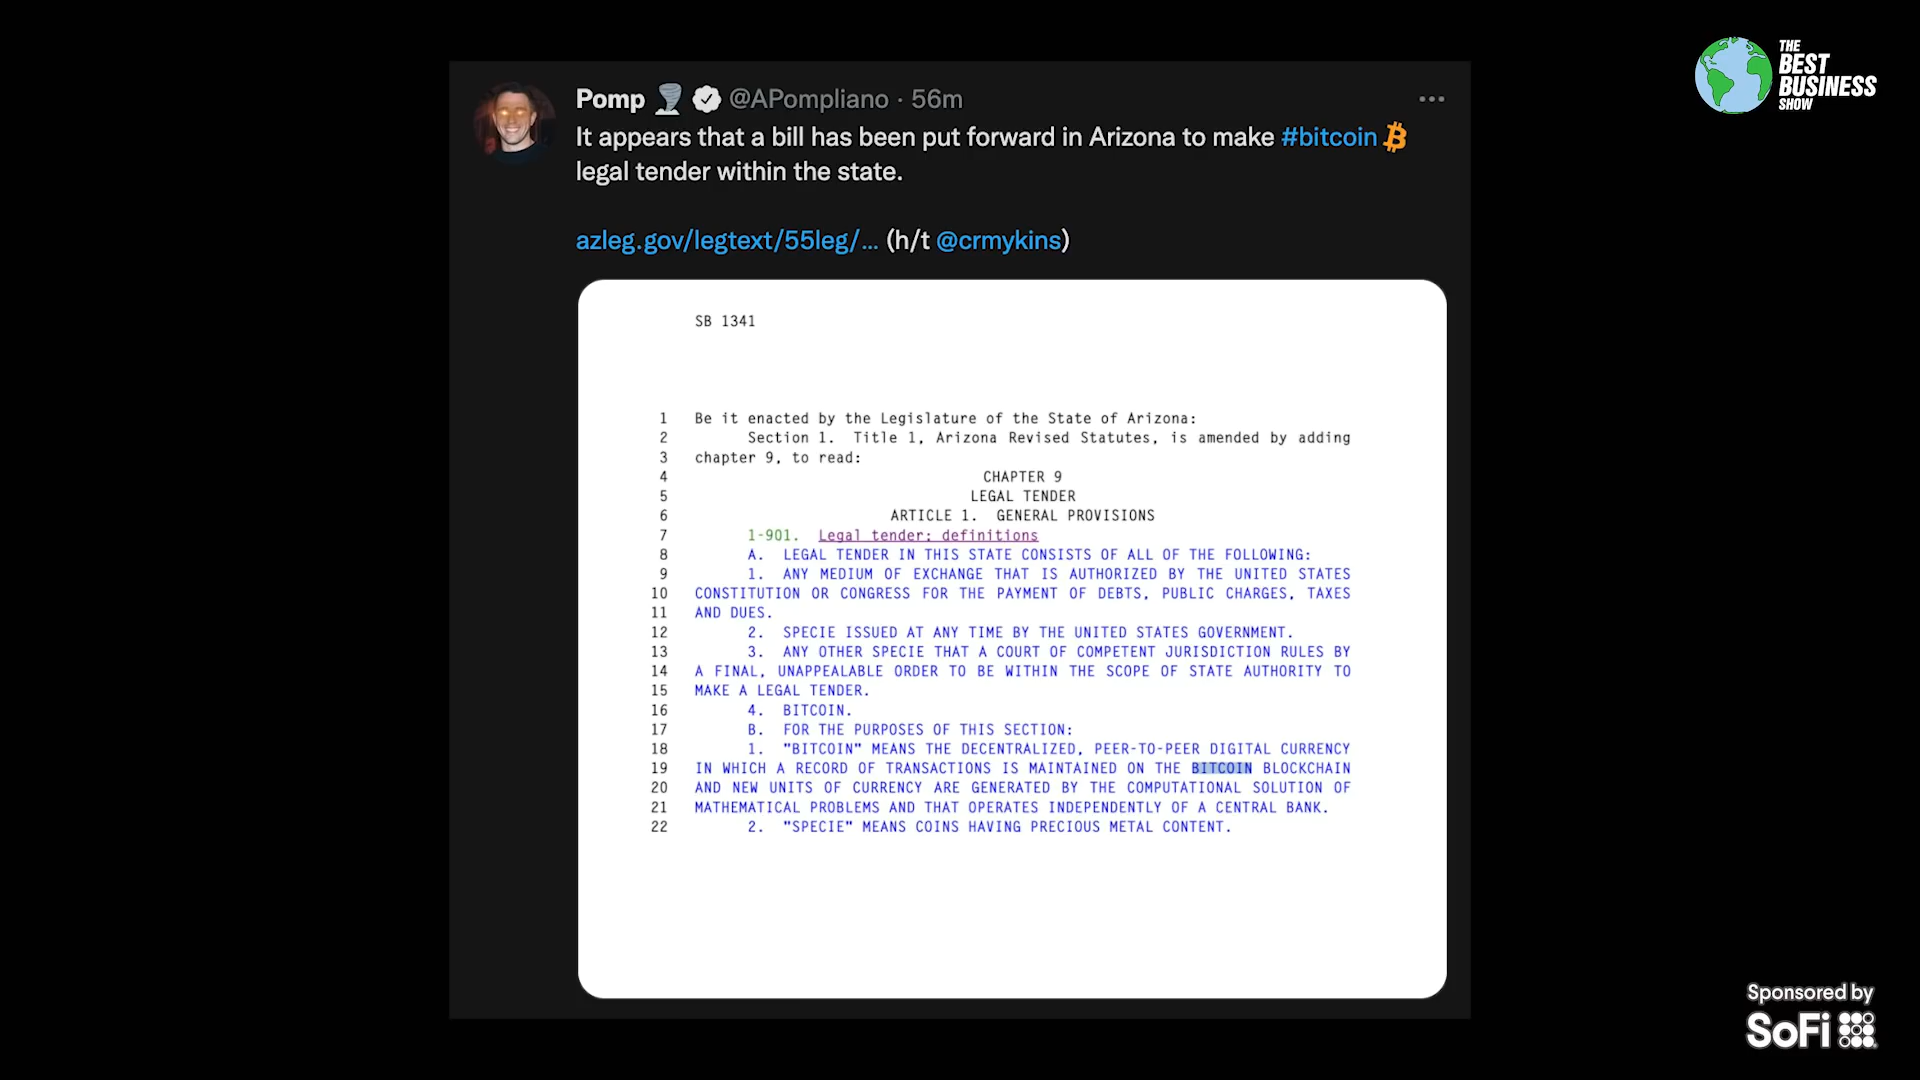 Pomp @APompliano · 56m
It appears that a bill has been put forward in Arizona to make #bitcoin
legal tender within the state.
azleg.gov/legtext/55leg/... (h/t @crmykins)
SB 1341
1 Be it enacted by the Legislature of the State of Arizona:
2 Section 1. Title 1, Arizona Revised Statutes, is amended by adding
3 chapter 9, to read:
4 CHAPTER 9
5 LEGAL TENDER
6 ARTICLE 1. GENERAL PROVISIONS
7 1-901. Legal tender; definitions
8 A. LEGAL TENDER IN THIS STATE CONSISTS OF ALL OF THE FOLLOWING:
9 1. ANY MEDIUM OF EXCHANGE THAT IS AUTHORIZED BY THE UNITED STATES
10 CONSTITUTION OR CONGRESS FOR THE PAYMENT OF DEBTS, PUBLIC CHARGES, TAXES
11 AND DUES.
12 2. SPECIE ISSUED AT ANY TIME BY THE UNITED STATES GOVERNMENT.
13 3. ANY OTHER SPECIE THAT A COURT OF COMPETENT JURISDICTION RULES BY
14 A FINAL, UNAPPEALABLE ORDER TO BE WITHIN THE SCOPE OF STATE AUTHORITY TO
15 MAKE A LEGAL TENDER.
16 4. BITCOIN.
17 B. FOR THE PURPOSES OF THIS SECTION:
18 1. "BITCOIN" MEANS THE DECENTRALIZED, PEER-TO-PEER DIGITAL CURRENCY
19 IN WHICH A RECORD OF TRANSACTIONS IS MAINTAINED ON THE BITCOIN BLOCKCHAIN
20 AND NEW UNITS OF CURRENCY ARE GENERATED BY THE COMPUTATIONAL SOLUTION OF
21 MATHEMATICAL PROBLEMS AND THAT OPERATES INDEPENDENTLY OF A CENTRAL BANK.
22 2. "SPECIE" MEANS COINS HAVING PRECIOUS METAL CONTENT.
THE
BEST
BUSINESS
SHOW
Sponsored by
SoFi